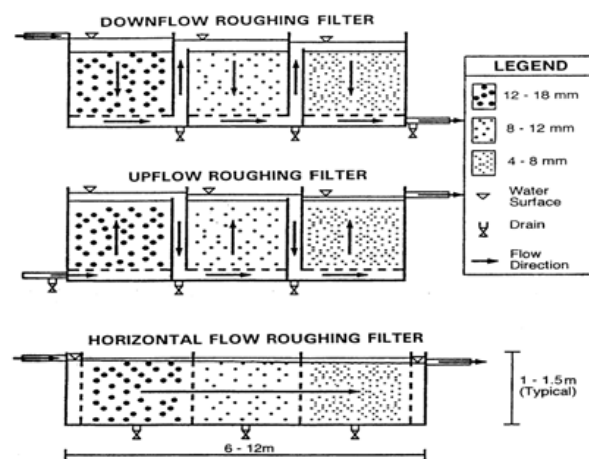 DOWNFLOW ROUGHING FILTER
LEGEND
12 - 18 mm
8 - 12 mm
4 - 8 mm
Water
Surface
Drain
Flow
Direction
UPFLOW ROUGHING FILTER
HORIZONTAL FLOW ROUGHING FILTER
1 - 1.5m
(Typical)
6 - 12m